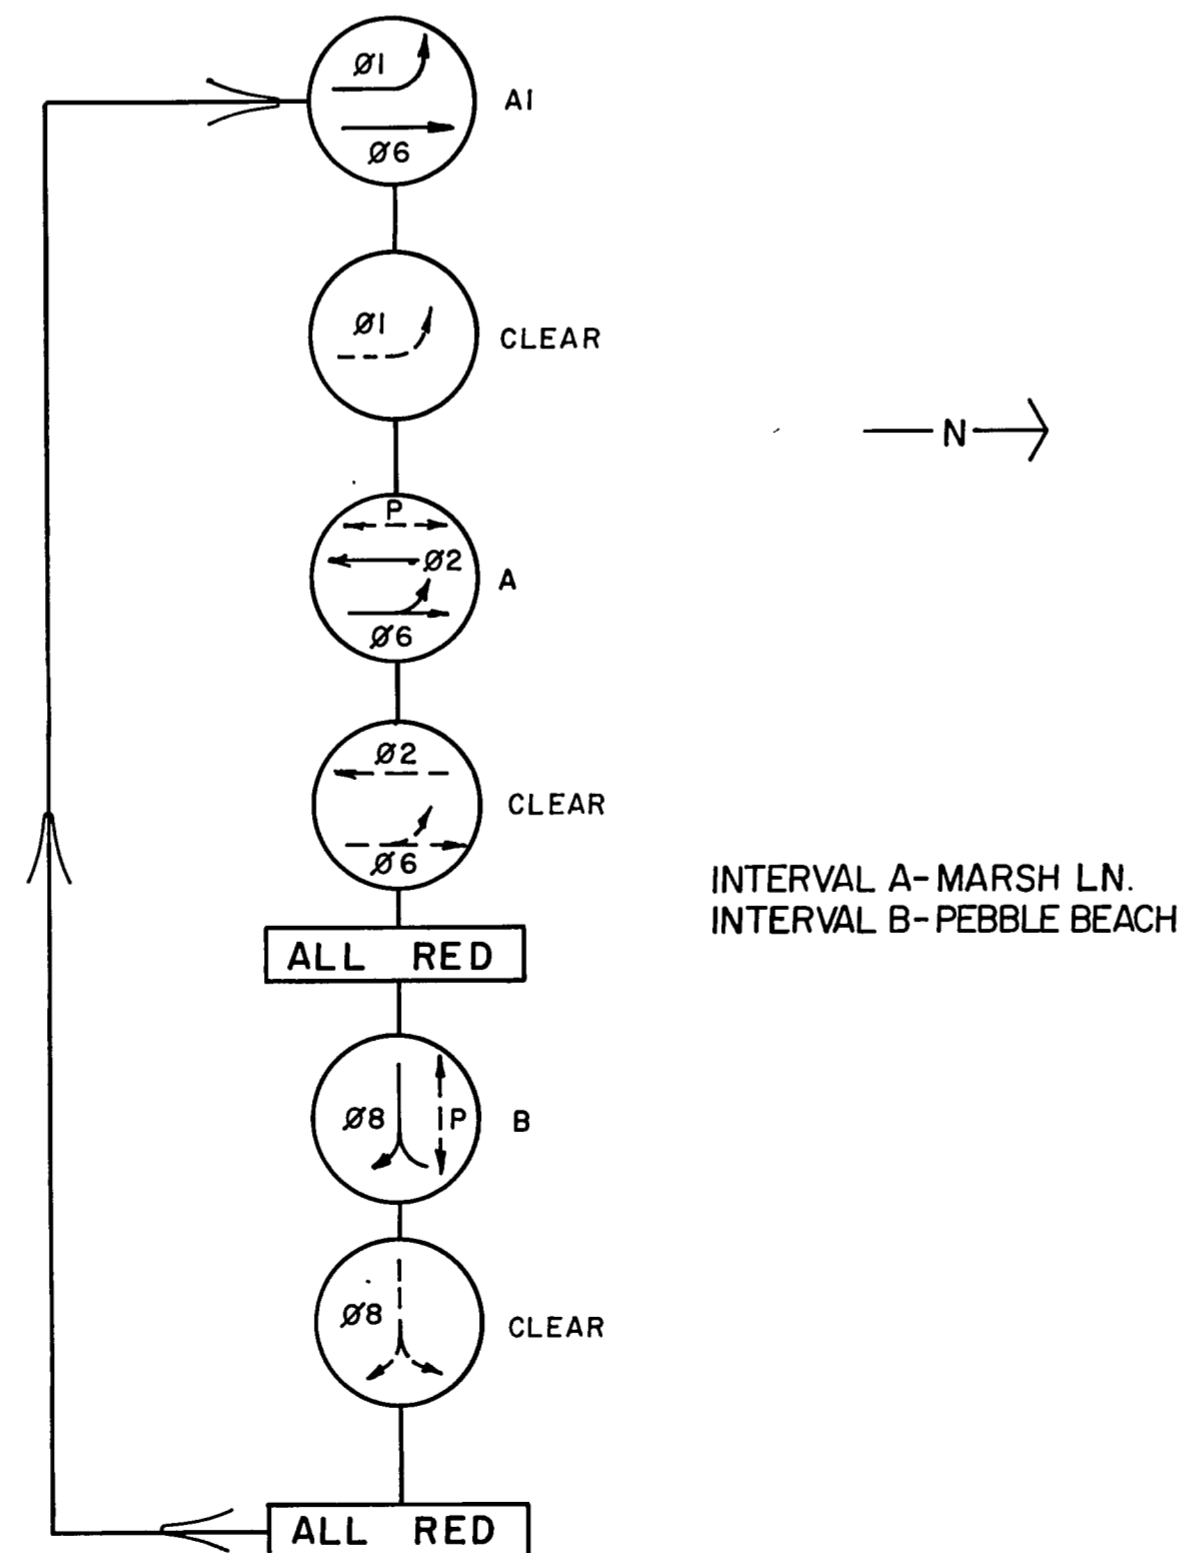 Ø1
A1
Ø6
Ø1
CLEAR
N
P
Ø2
A
Ø6
Ø2
CLEAR
Ø6
INTERVAL A-MARSH LN.
INTERVAL B-PEBBLE BEACH
ALL RED
Ø8
P
B
Ø8
CLEAR
ALL RED